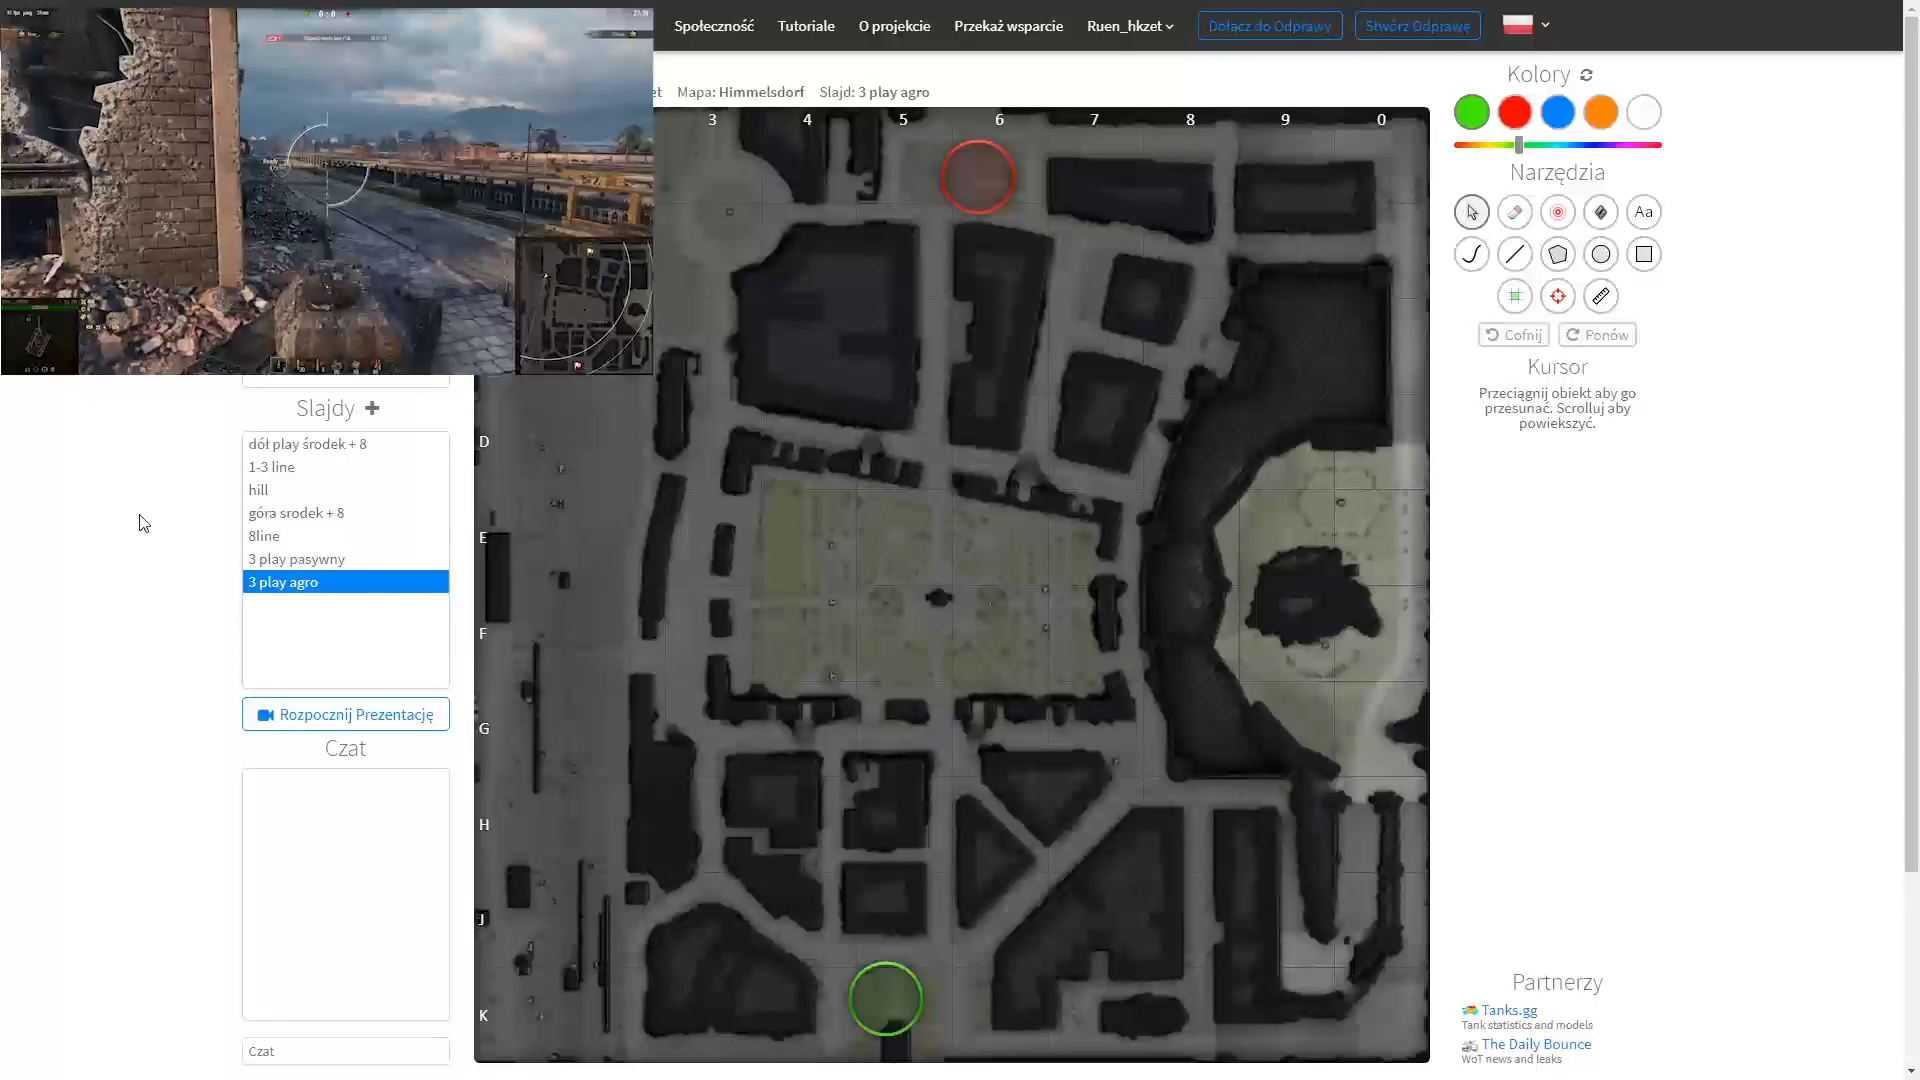 Społeczność
Tutoriale
O projekcie
Przekaż wsparcie
Ruen_hkzet
Dołącz do Odprawy
Stwórz Odprawę
et Mapa: Himmelsdorf Slajd: 3 play agro
3 4 5 6 7 8 9 0
D
E
F
G
H
J
K
Slajdy
dół play środek + 8
1-3 line
hill
góra srodek + 8
8line
3 play pasywny
3 play agro
Rozpocznij Prezentację
Czat
Czat
Kolory
Narzędzia
Aa
Cofnij
Ponów
Kursor
Przeciągnij obiekt aby go
przesunać. Scrolluj aby
powiekszyć.
Partnerzy
Tanks.gg
Tank statistics and models
The Daily Bounce
WoT news and leaks